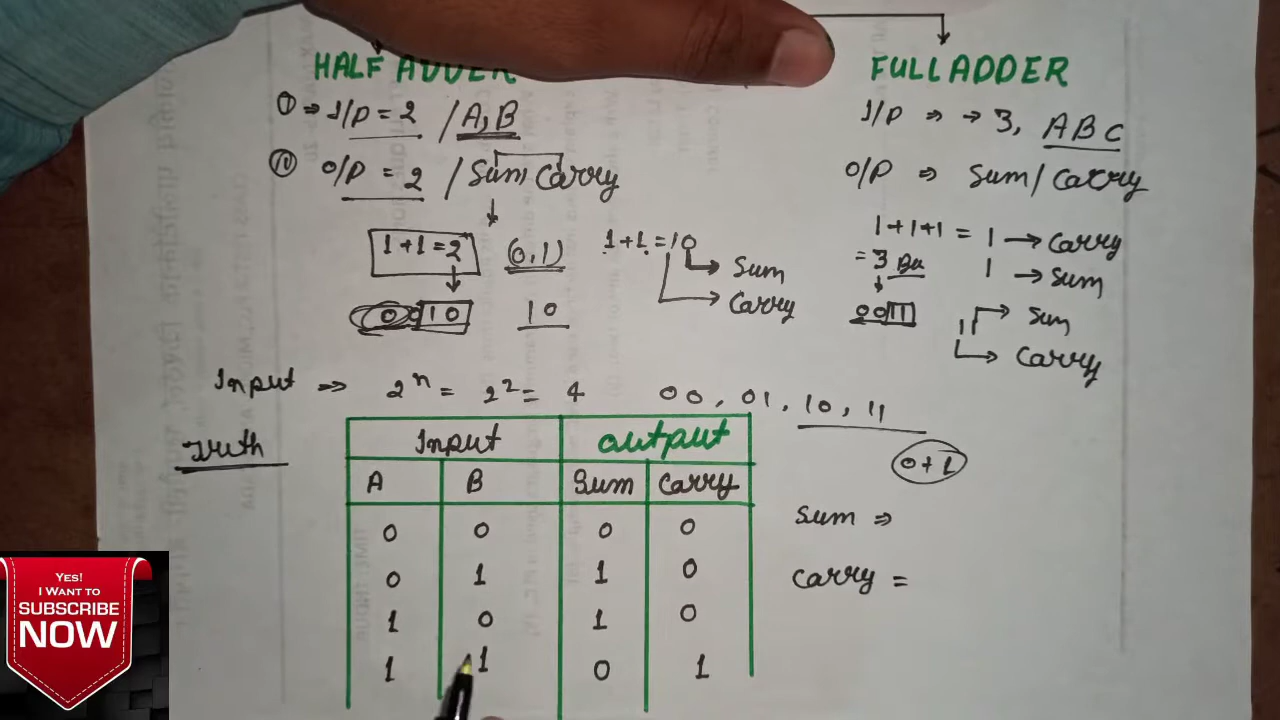 HALF ADDER
① ⇒ I/P = 2 / A, B
② O/P = 2 / Sum Carry
1+1=2 (0,1) 1+1=10
Sum
Carry
0010 10
FULL ADDER
I/P ⇒ → 3, A B C
O/P ⇒ Sum/Carry
1+1+1 = 1 → Carry
= 3 1 → Sum
0011 11 → Sum
→ Carry
Input ⇒ 2ⁿ = 2² = 4 00, 01, 10, 11
Truth
0+1
Input output
A B Sum Carry
0 0 0 0
0 1 1 0
1 0 1 0
1 1 0 1
Sum ⇒
Carry =
YES!
I WANT TO
SUBSCRIBE
NOW